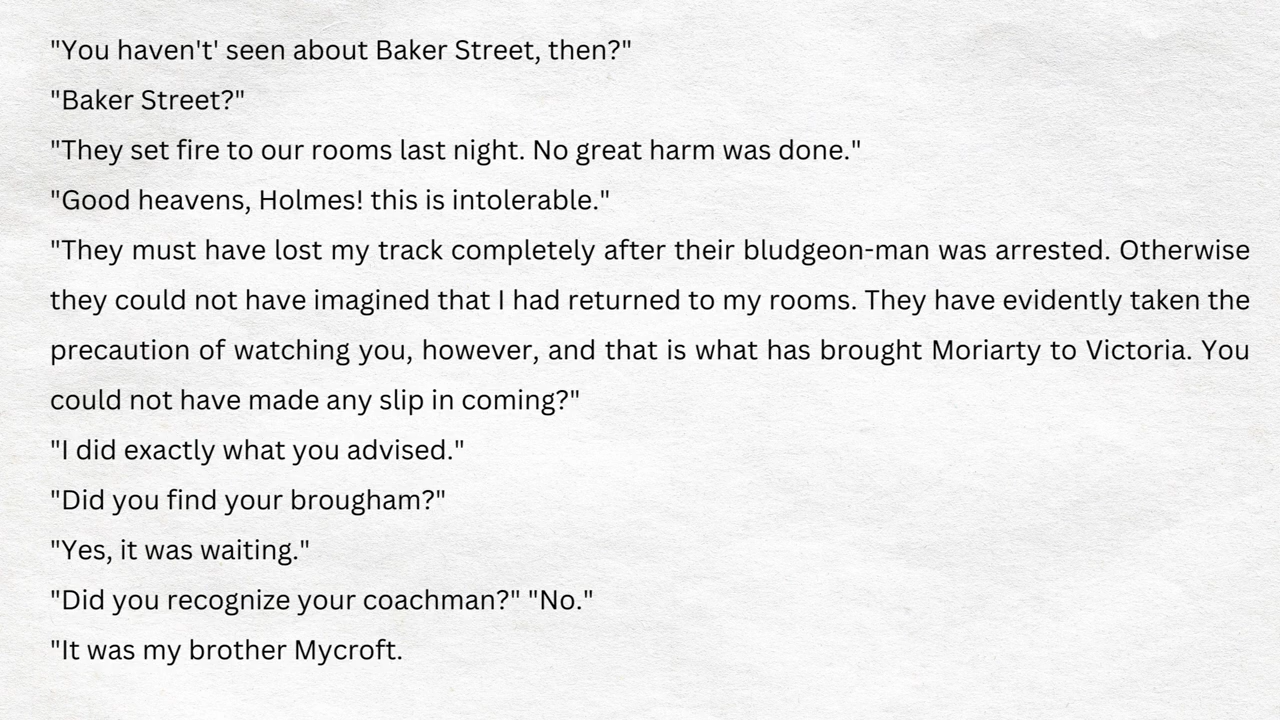 "You haven't' seen about Baker Street, then?"
"Baker Street?"
"They set fire to our rooms last night. No great harm was done."
"Good heavens, Holmes! this is intolerable."
"They must have lost my track completely after their bludgeon-man was arrested. Otherwise
they could not have imagined that I had returned to my rooms. They have evidently taken the
precaution of watching you, however, and that is what has brought Moriarty to Victoria. You
could not have made any slip in coming?"
"I did exactly what you advised."
"Did you find your brougham?"
"Yes, it was waiting."
"Did you recognize your coachman?" "No."
"It was my brother Mycroft.